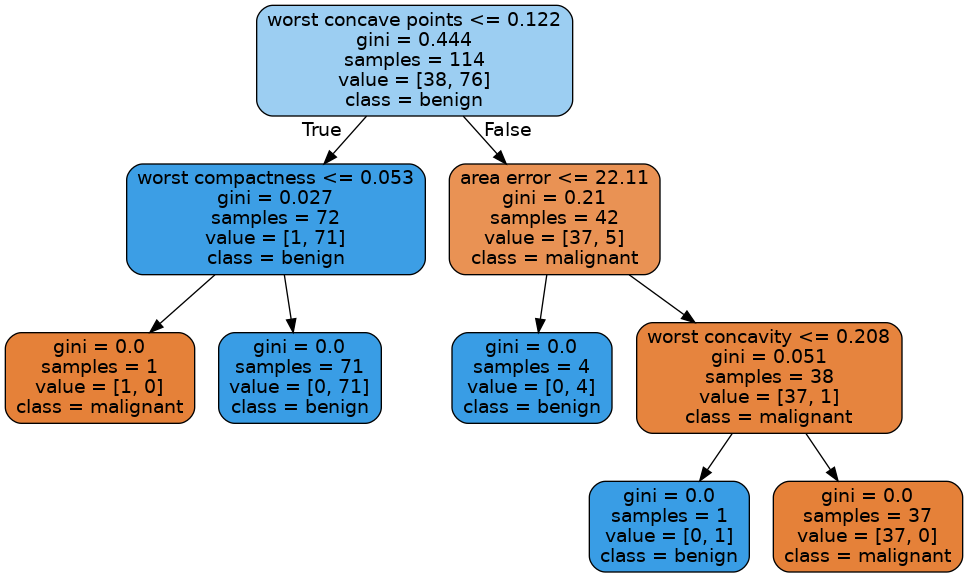 worst concave points <= 0.122
gini = 0.444
samples = 114
value = [38, 76]
class = benign
True
False
worst compactness <= 0.053
gini = 0.027
samples = 72
value = [1, 71]
class = benign
area error <= 22.11
gini = 0.21
samples = 42
value = [37, 5]
class = malignant
gini = 0.0
samples = 1
value = [1, 0]
class = malignant
gini = 0.0
samples = 71
value = [0, 71]
class = benign
gini = 0.0
samples = 4
value = [0, 4]
class = benign
worst concavity <= 0.208
gini = 0.051
samples = 38
value = [37, 1]
class = malignant
gini = 0.0
samples = 1
value = [0, 1]
class = benign
gini = 0.0
samples = 37
value = [37, 0]
class = malignant